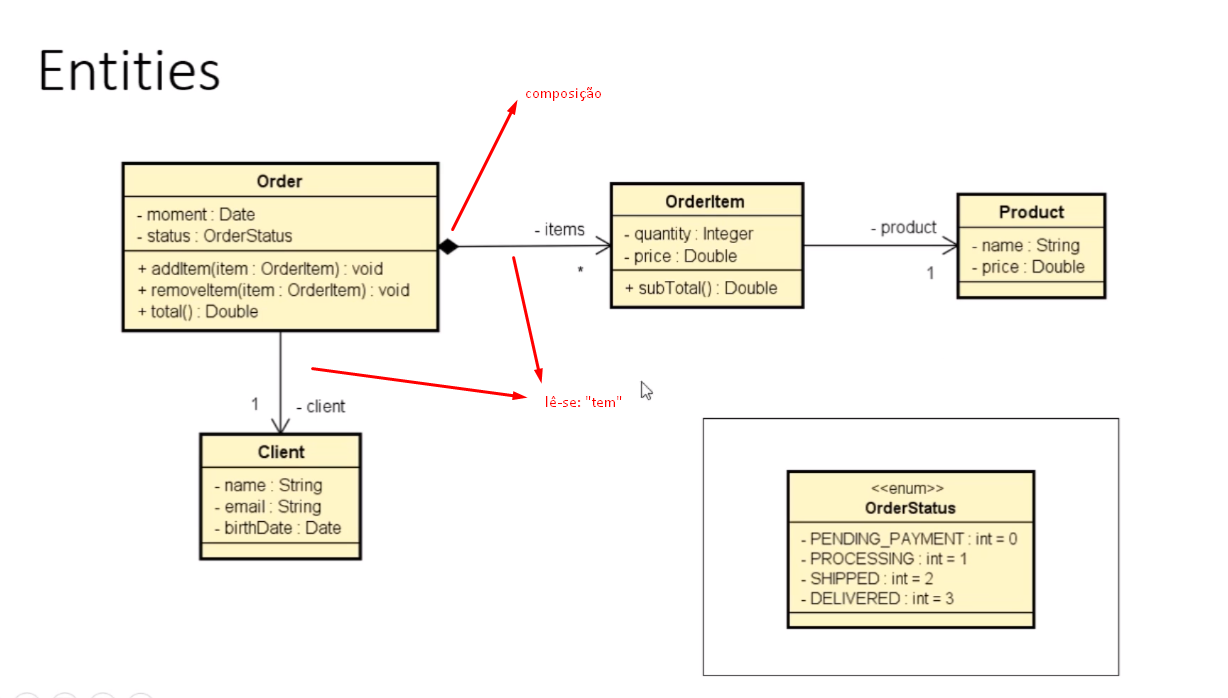 Entities
composição
Order
- moment : Date
- status : OrderStatus
+ addItem(item : OrderItem) : void
+ removeItem(item : OrderItem) : void
+ total() : Double
- items
*
OrderItem
- quantity : Integer
- price : Double
+ subTotal() : Double
- product
1
Product
- name : String
- price : Double
1
- client
lê-se: "tem"
Client
- name : String
- email : String
- birthDate : Date
<<enum>>
OrderStatus
- PENDING_PAYMENT : int = 0
- PROCESSING : int = 1
- SHIPPED : int = 2
- DELIVERED : int = 3